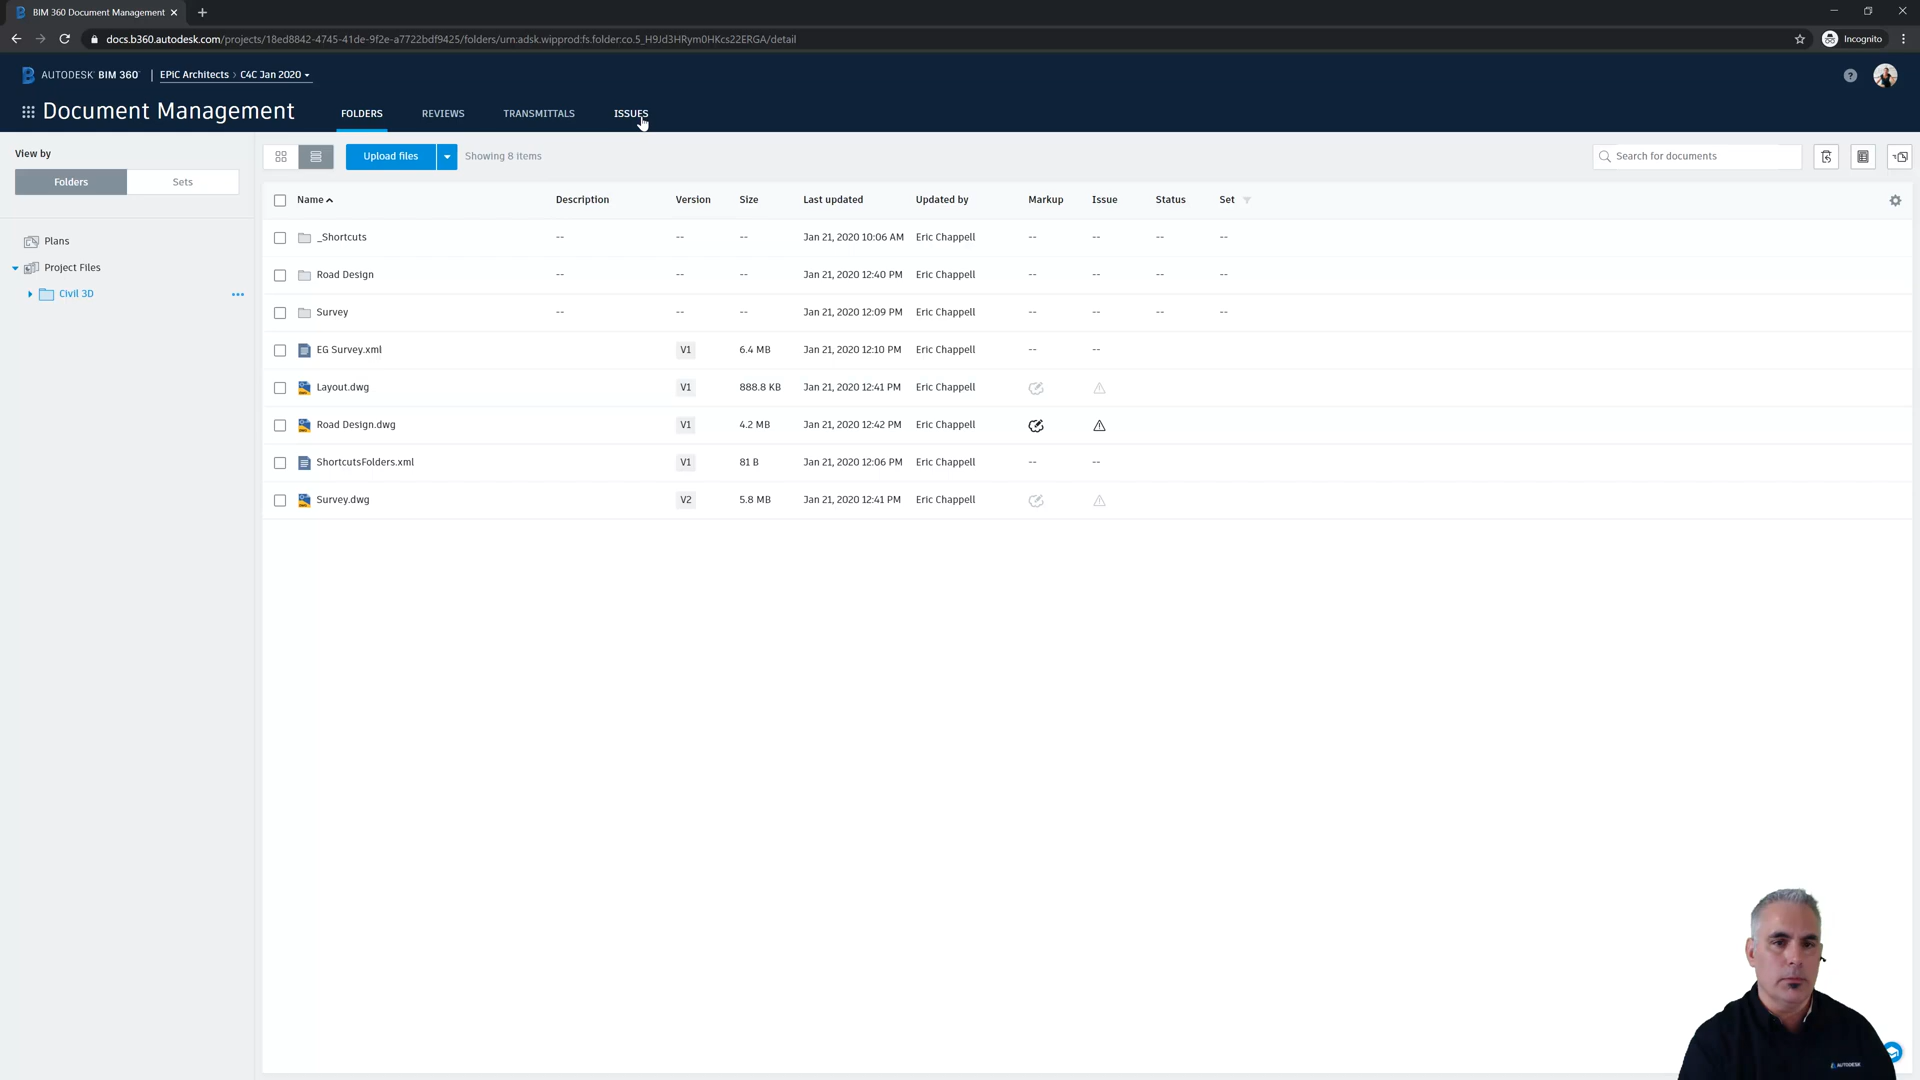 BIM 360 Document Management
docs.b360.autodesk.com/projects/18ed8842-4745-41de-9f2e-a7722bdf9425/folders/urn:adsk.wipprod:fs.folder:co.5_H9Jd3HRym0HKcs22ERGA/detail
Incognito
AUTODESK® BIM 360® | EPIC Architects > C4C Jan 2020
Document Management
FOLDERS REVIEWS TRANSMITTALS ISSUES
View by
Folders Sets
Plans
Project Files
Civil 3D
Upload files Showing 8 items
Search for documents
Name Description Version Size Last updated Updated by Markup Issue Status Set
_Shortcuts -- -- -- Jan 21, 2020 10:06 AM Eric Chappell -- -- -- --
Road Design -- -- -- Jan 21, 2020 12:40 PM Eric Chappell -- -- -- --
Survey -- -- -- Jan 21, 2020 12:09 PM Eric Chappell -- -- -- --
EG Survey.xml V1 6.4 MB Jan 21, 2020 12:10 PM Eric Chappell -- --
Layout.dwg V1 888.8 KB Jan 21, 2020 12:41 PM Eric Chappell
Road Design.dwg V1 4.2 MB Jan 21, 2020 12:42 PM Eric Chappell
ShortcutsFolders.xml V1 81 B Jan 21, 2020 12:06 PM Eric Chappell -- --
Survey.dwg V2 5.8 MB Jan 21, 2020 12:41 PM Eric Chappell
AUTODESK